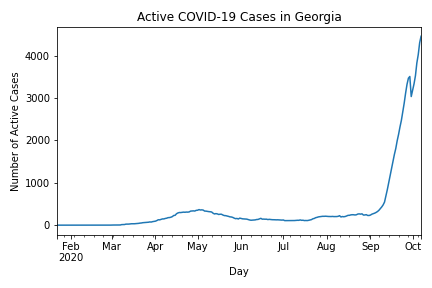 Active COVID-19 Cases in Georgia
Number of Active Cases
4000
3000
2000
1000
0
Feb Mar Apr May Jun Jul Aug Sep Oct
2020
Day